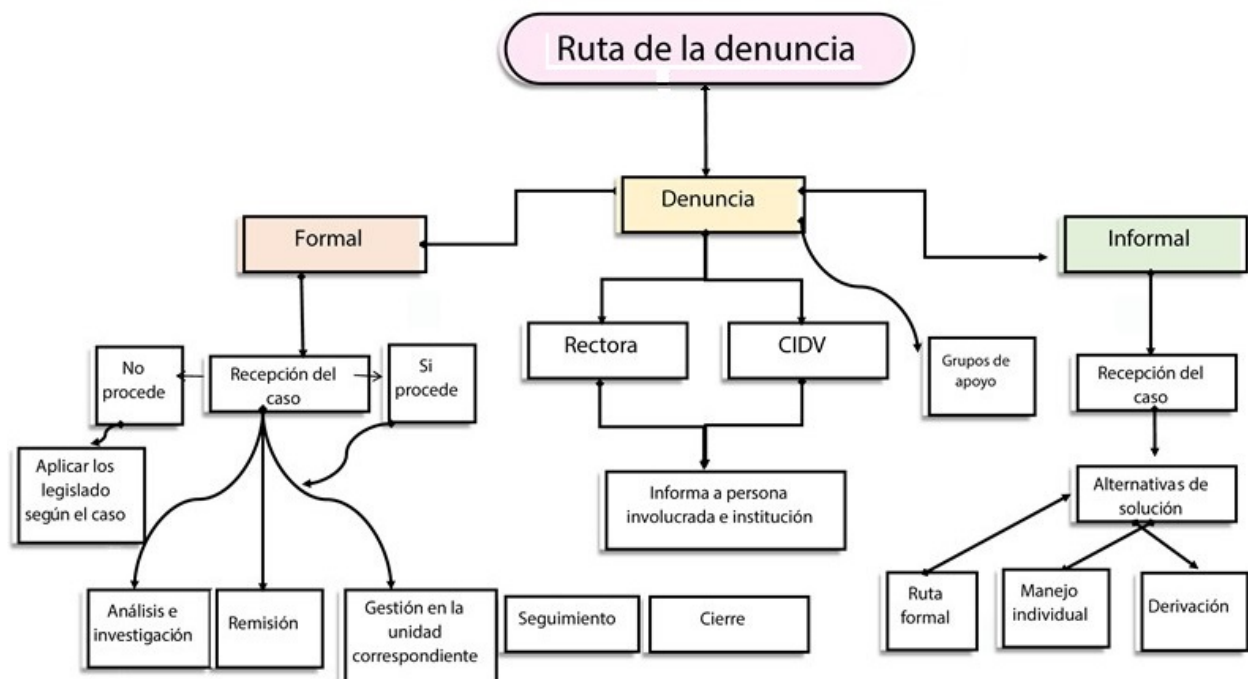 Ruta de la denuncia
Denuncia
Formal
Informal
Rectora
CIDV
Grupos de
apoyo
No
procede
Recepción del
caso
Si
procede
Recepción del
caso
Aplicar los
legislado
según el caso
Informa a persona
involucrada e institución
Alternativas de
solución
Análisis e
investigación
Remisión
Gestión en la
unidad
correspondiente
Seguimiento
Cierre
Ruta
formal
Manejo
individual
Derivación